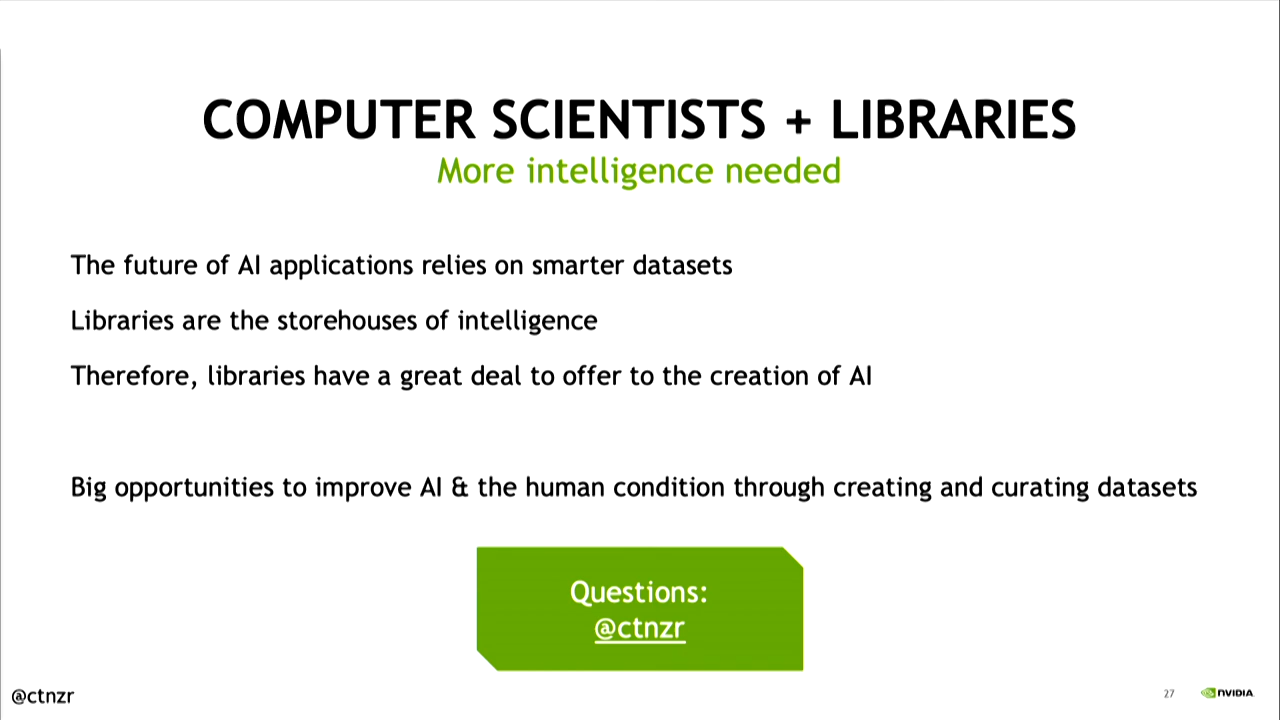 COMPUTER SCIENTISTS + LIBRARIES
More intelligence needed
The future of AI applications relies on smarter datasets
Libraries are the storehouses of intelligence
Therefore, libraries have a great deal to offer to the creation of AI
Big opportunities to improve AI & the human condition through creating and curating datasets
Questions:
@ctnzr
@ctnzr
27
NVIDIA